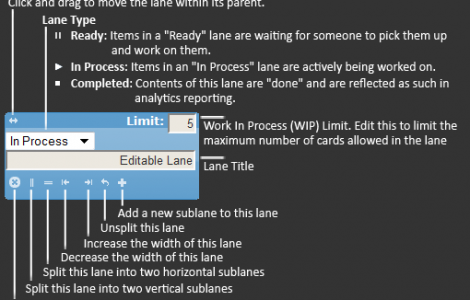 Click and drag to move the lane within its parent.
Lane Type
Ready: Items in a "Ready" lane are waiting for someone to pick them up
and work on them.
In Process: Items in an "In Process" lane are actively being worked on.
Completed: Contents of this lane are "done" and are reflected as such in
analytics reporting.
Limit: 5
Work In Process (WIP) Limit. Edit this to limit the
maximum number of cards allowed in the lane
In Process
Editable Lane
Lane Title
Add a new sublane to this lane
Unsplit this lane
Increase the width of this lane
Decrease the width of this lane
Split this lane into two horizontal sublanes
Split this lane into two vertical sublanes